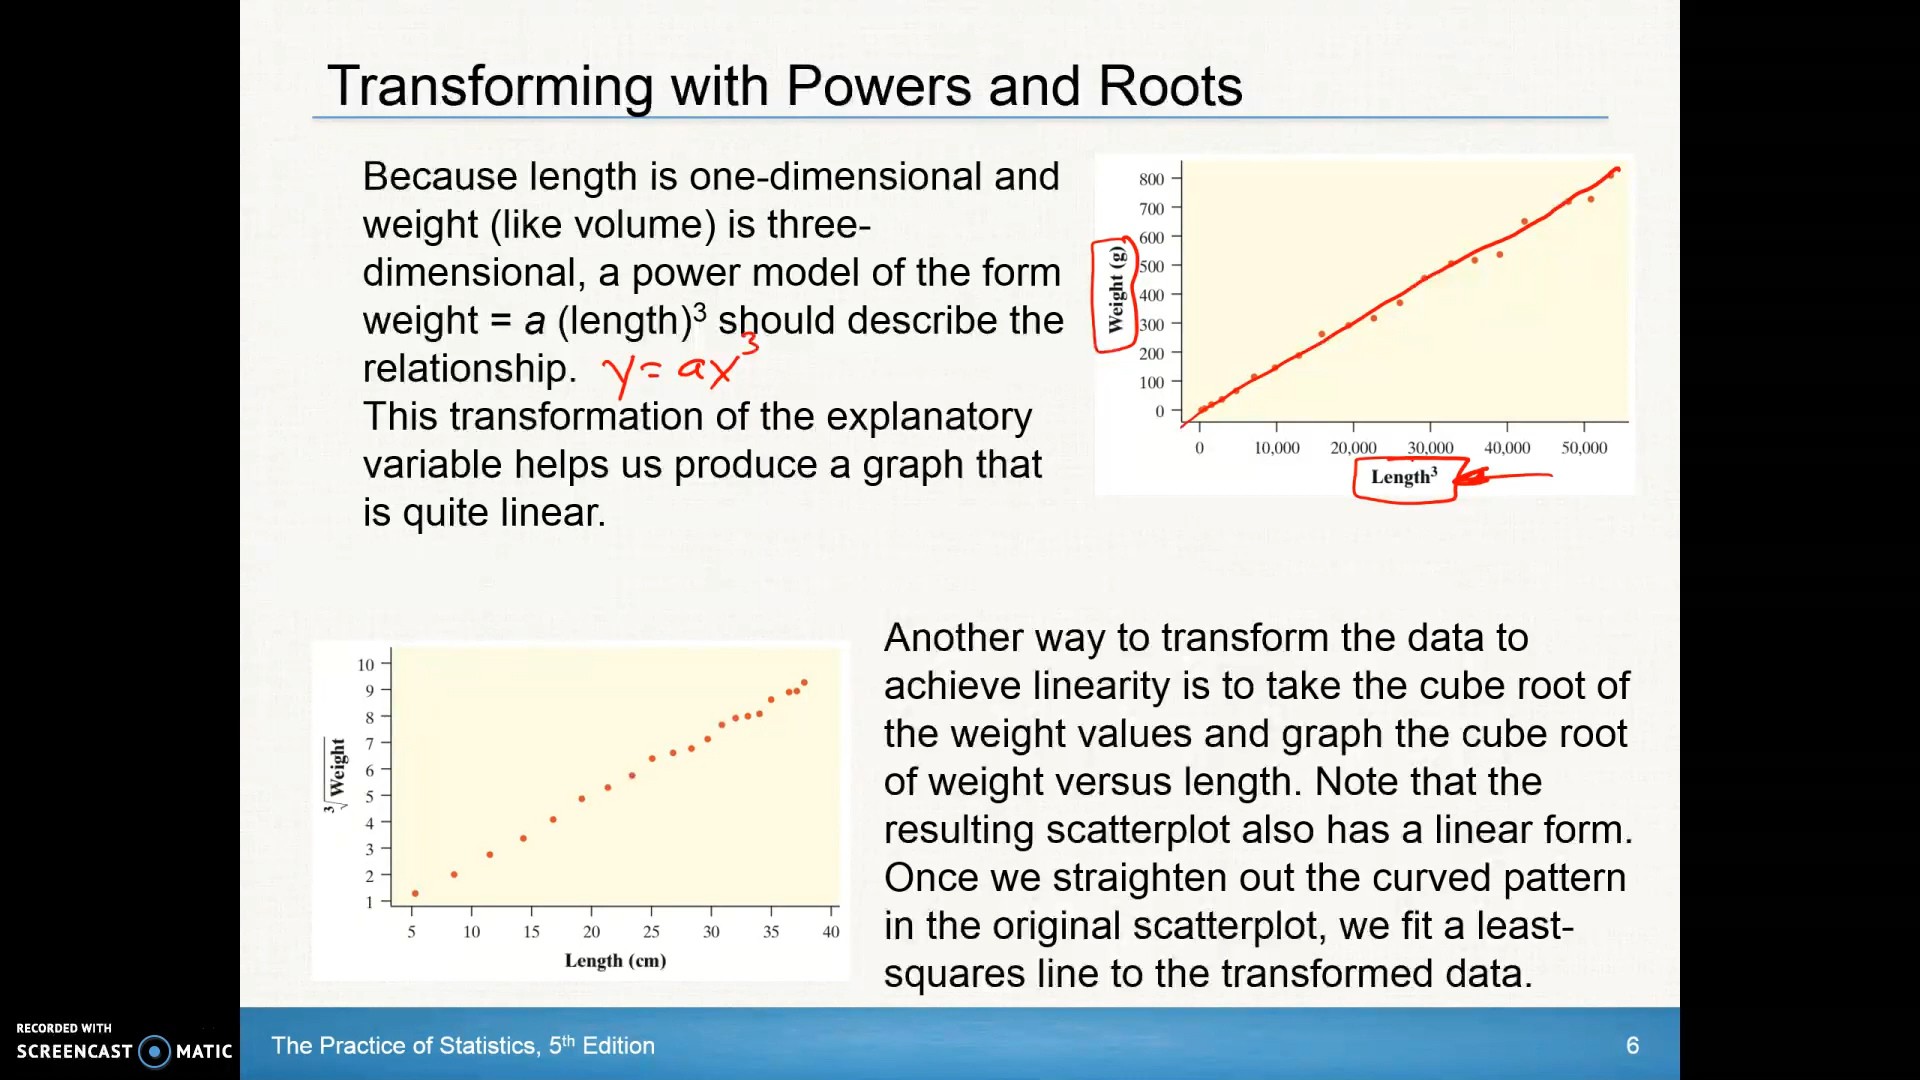 Transforming with Powers and Roots
Because length is one-dimensional and
weight (like volume) is three-
dimensional, a power model of the form
weight = a (length)³ should describe the
relationship. y = ax³
This transformation of the explanatory
variable helps us produce a graph that
is quite linear.
800
700
600
500
400
300
200
100
0
Weight (g)
0 10,000 20,000 30,000 40,000 50,000
Length³
10
9
8
7
6
5
4
3
2
1
∛Weight
5 10 15 20 25 30 35 40
Length (cm)
Another way to transform the data to
achieve linearity is to take the cube root of
the weight values and graph the cube root
of weight versus length. Note that the
resulting scatterplot also has a linear form.
Once we straighten out the curved pattern
in the original scatterplot, we fit a least-
squares line to the transformed data.
RECORDED WITH
SCREENCAST MATIC
The Practice of Statistics, 5th Edition
6